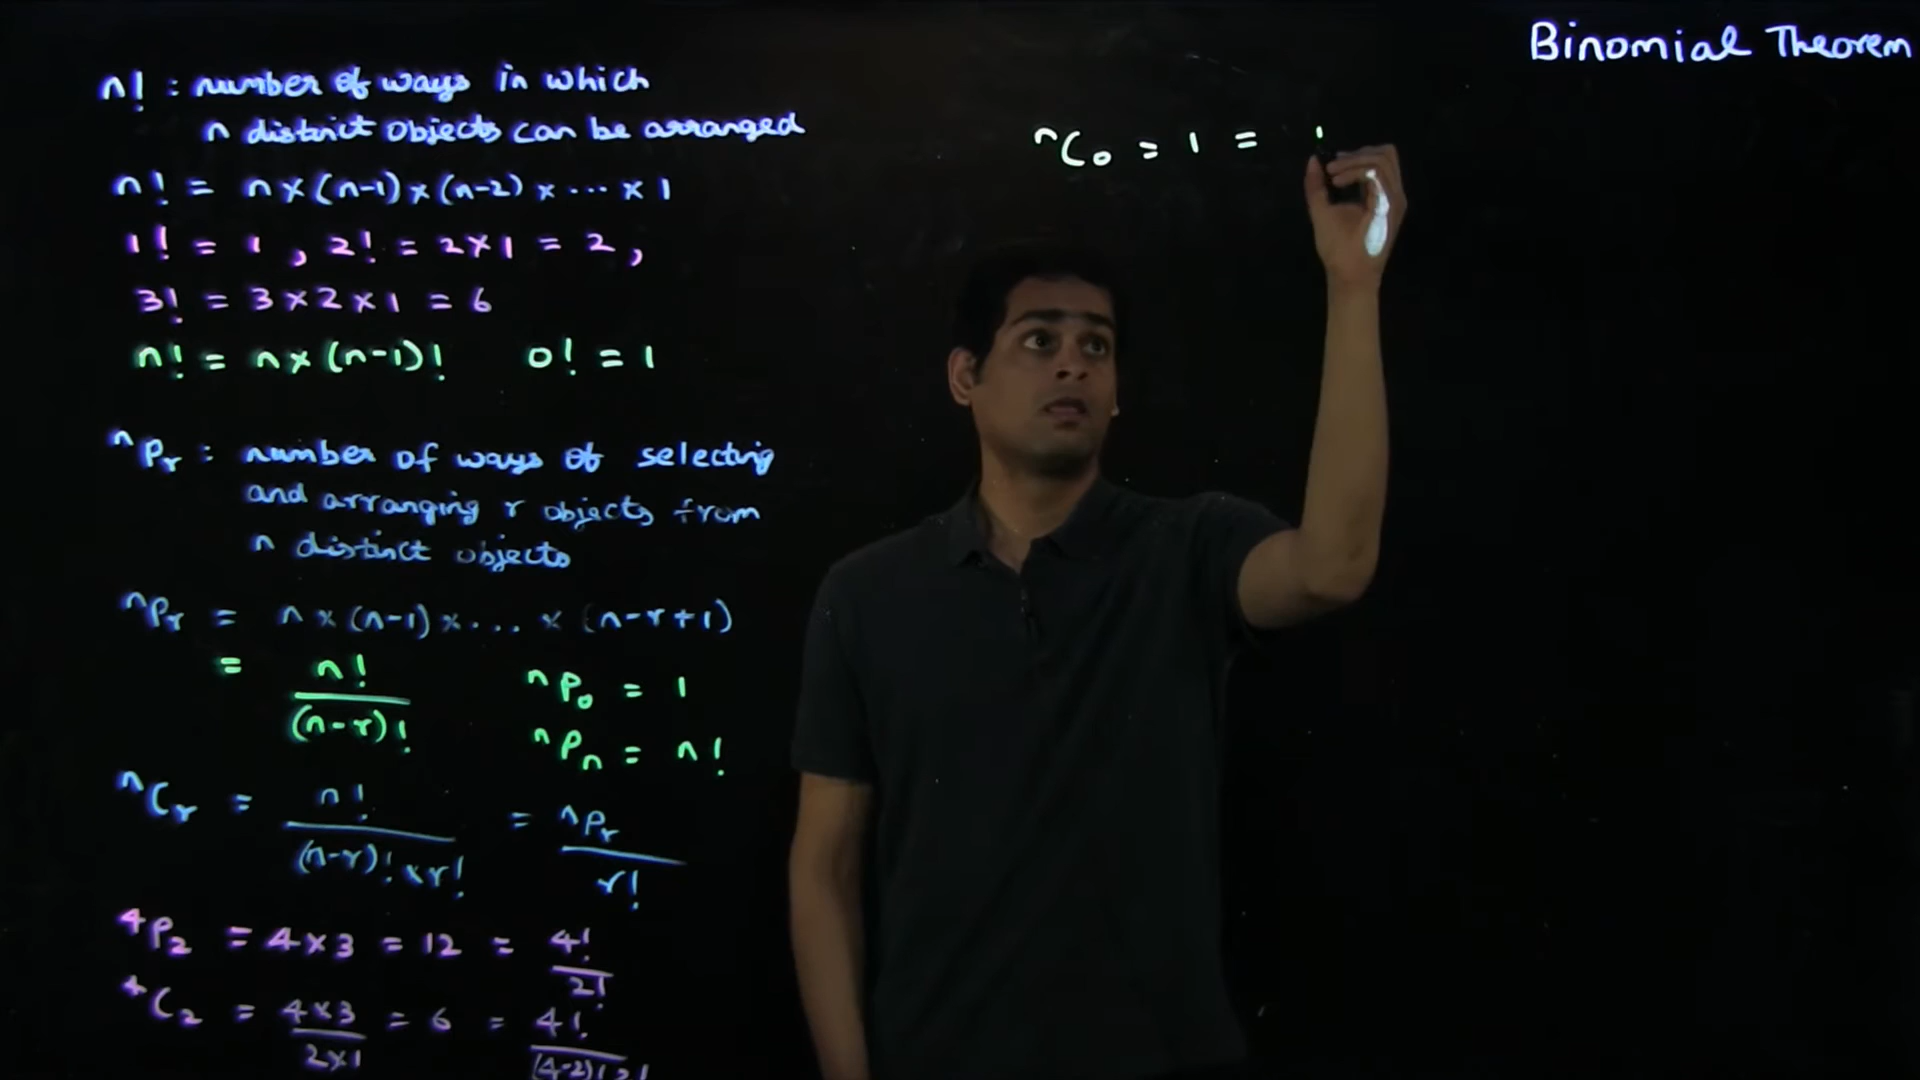 Binomial Theorem
n! : number of ways in which
n distinct objects can be arranged
n! = n×(n-1)×(n-2)× ... ×1
1! = 1 , 2! = 2×1 = 2 ,
3! = 3×2×1 = 6
n! = n×(n-1)! 0! = 1
ⁿPᵣ : number of ways of selecting
and arranging r objects from
n distinct objects
ⁿPᵣ = n×(n-1)×...×(n-r+1)
= n!/(n-r)! ⁿP₀ = 1
ⁿPₙ = n!
ⁿCᵣ = n!/((n-r)!×r!) = ⁿPᵣ/r!
⁴P₂ = 4×3 = 12 = 4!/2!
⁴C₂ = (4×3)/(2×1) = 6 = 4!/((4-2)!2!)
ⁿC₀ = 1 =